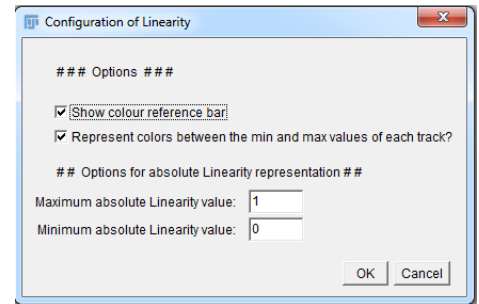 Configuration of Linearity
### Options ###
Show colour reference bar
Represent colors between the min and max values of each track?
## Options for absolute Linearity representation ##
Maximum absolute Linearity value: 1
Minimum absolute Linearity value: 0
OK Cancel